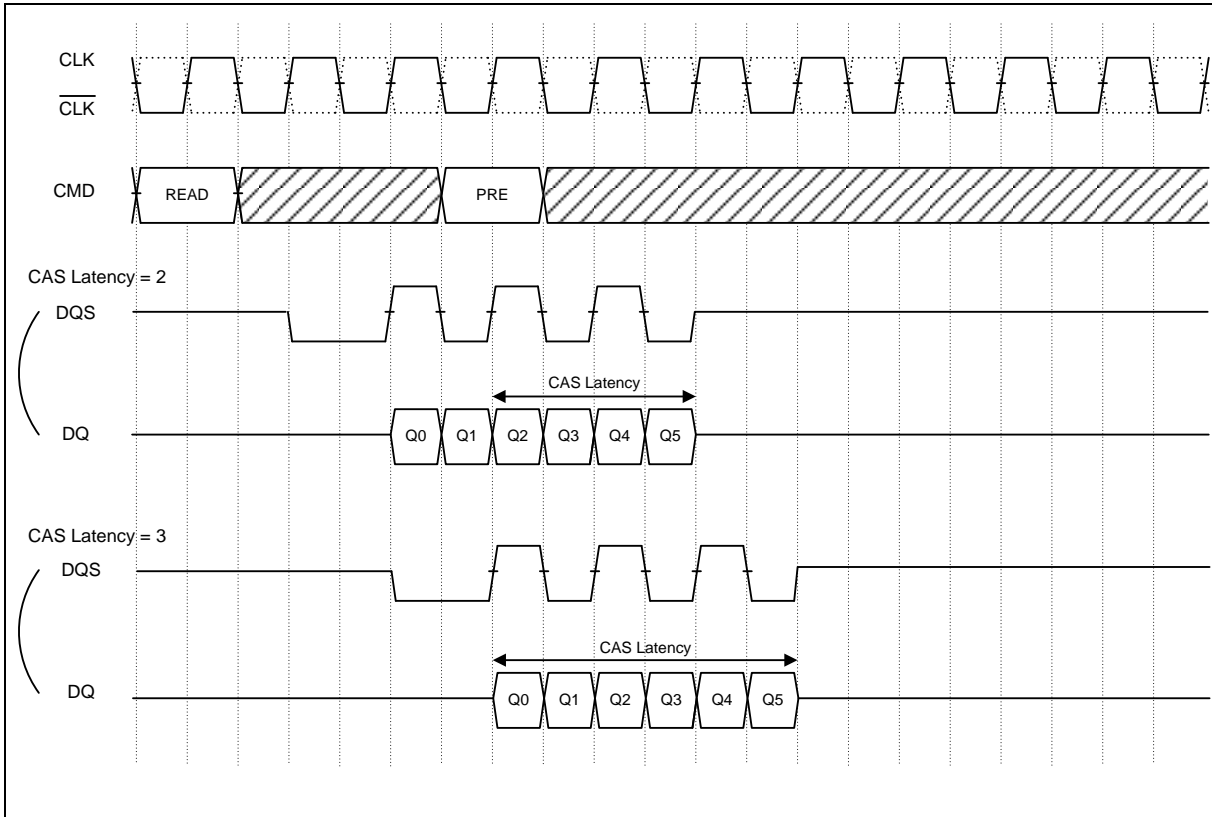 CLK
CLK
CMD
READ
PRE
CAS Latency = 2
DQS
CAS Latency
DQ
Q0 Q1 Q2 Q3 Q4 Q5
CAS Latency = 3
DQS
CAS Latency
DQ
Q0 Q1 Q2 Q3 Q4 Q5